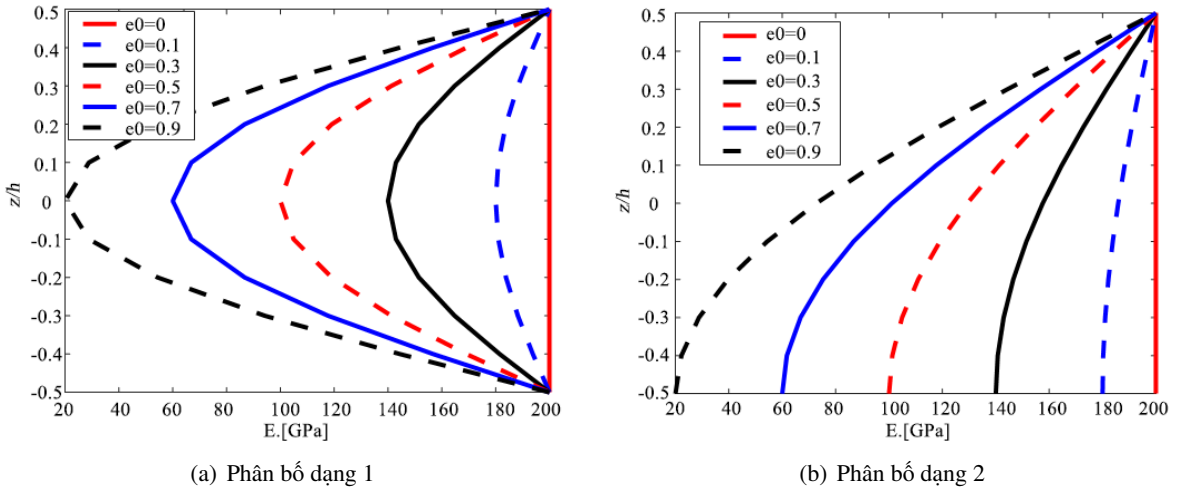 e0=0
e0=0.1
e0=0.3
e0=0.5
e0=0.7
e0=0.9
0.5
0.4
0.3
0.2
0.1
0
-0.1
-0.2
-0.3
-0.4
-0.5
z/h
20 40 60 80 100 120 140 160 180 200
E.[GPa]
(a) Phân bố dạng 1
e0=0
e0=0.1
e0=0.3
e0=0.5
e0=0.7
e0=0.9
0.5
0.4
0.3
0.2
0.1
0
-0.1
-0.2
-0.3
-0.4
-0.5
z/h
20 40 60 80 100 120 140 160 180 200
E.[GPa]
(b) Phân bố dạng 2